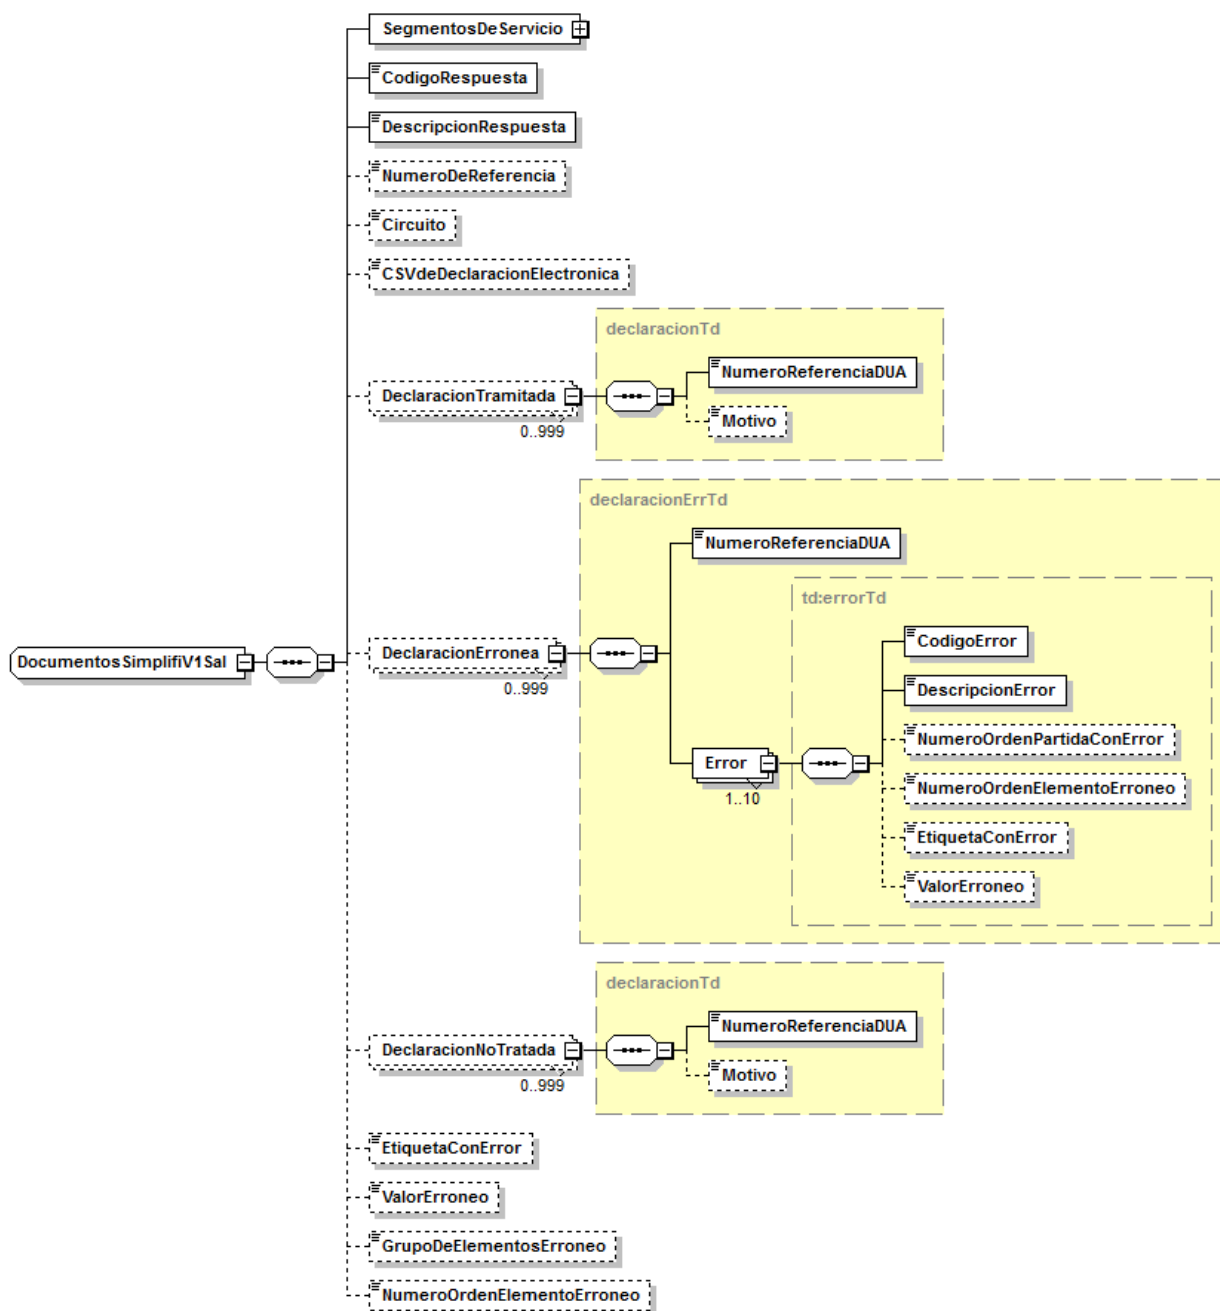 SegmentosDeServicio
CodigoRespuesta
DescripcionRespuesta
NumeroDeReferencia
Circuito
CSVdeDeclaracionElectronica
declaracionTd
NumeroReferenciaDUA
DeclaracionTramitada
Motivo
0..999
declaracionErrTd
NumeroReferenciaDUA
td:errorTd
CodigoError
DocumentosSimplifiV1Sal
DeclaracionErronea
0..999
DescripcionError
NumeroOrdenPartidaConError
Error
1..10
NumeroOrdenElementoErroneo
EtiquetaConError
ValorErroneo
declaracionTd
NumeroReferenciaDUA
DeclaracionNoTratada
Motivo
0..999
EtiquetaConError
ValorErroneo
GrupoDeElementosErroneo
NumeroOrdenElementoErroneo